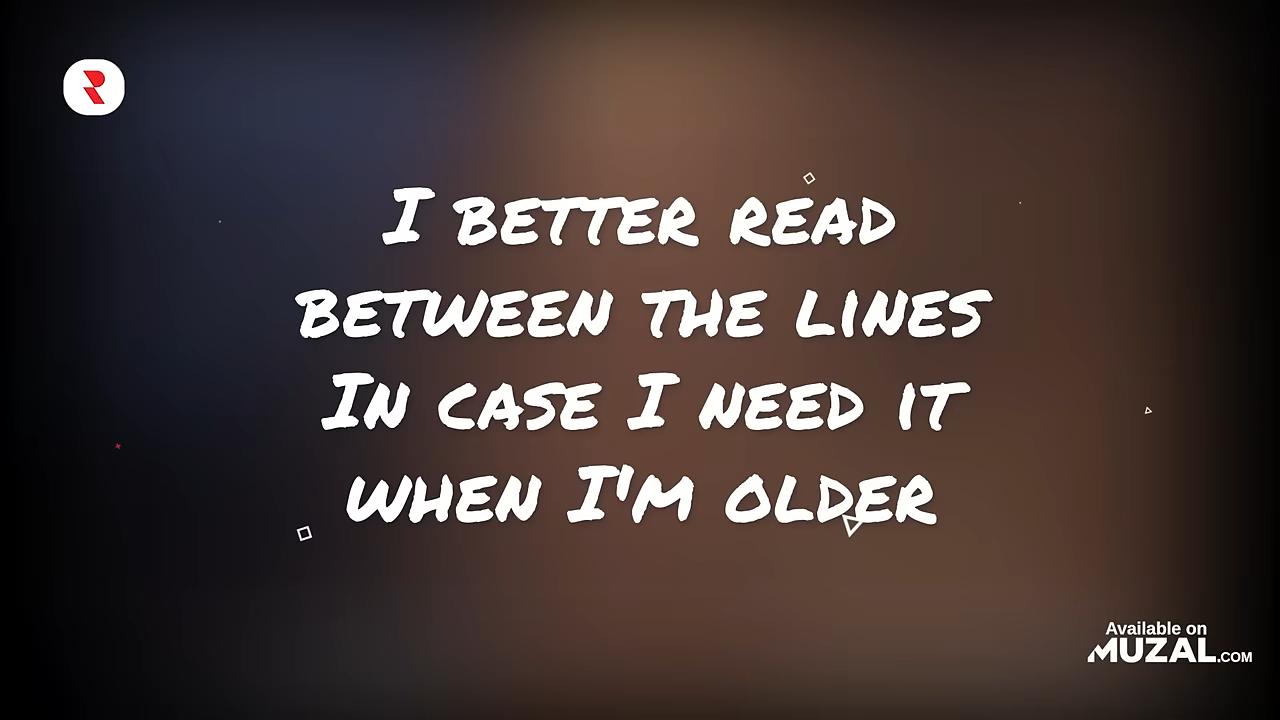 I BETTER READ
BETWEEN THE LINES
IN CASE I NEED IT
WHEN I'M OLDER
Available on
MUZAL.COM